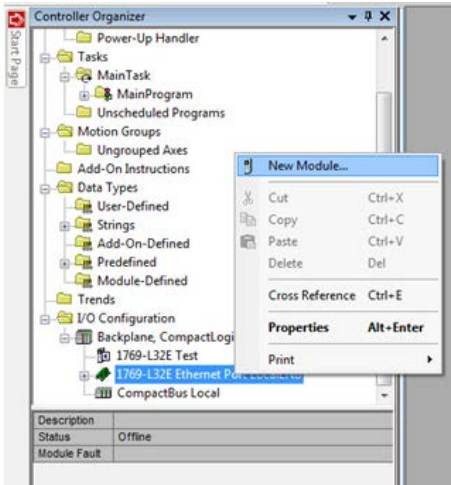 Controller Organizer
Start Page
Power-Up Handler
Tasks
MainTask
MainProgram
Unscheduled Programs
Motion Groups
Ungrouped Axes
Add-On Instructions
Data Types
User-Defined
Strings
Add-On-Defined
Predefined
Module-Defined
Trends
I/O Configuration
Backplane, CompactLogi
1769-L32E Test
1769-L32E Ethernet Port LocalENB
CompactBus Local
New Module...
Cut Ctrl+X
Copy Ctrl+C
Paste Ctrl+V
Delete Del
Cross Reference Ctrl+E
Properties Alt+Enter
Print
Description
Status Offline
Module Fault